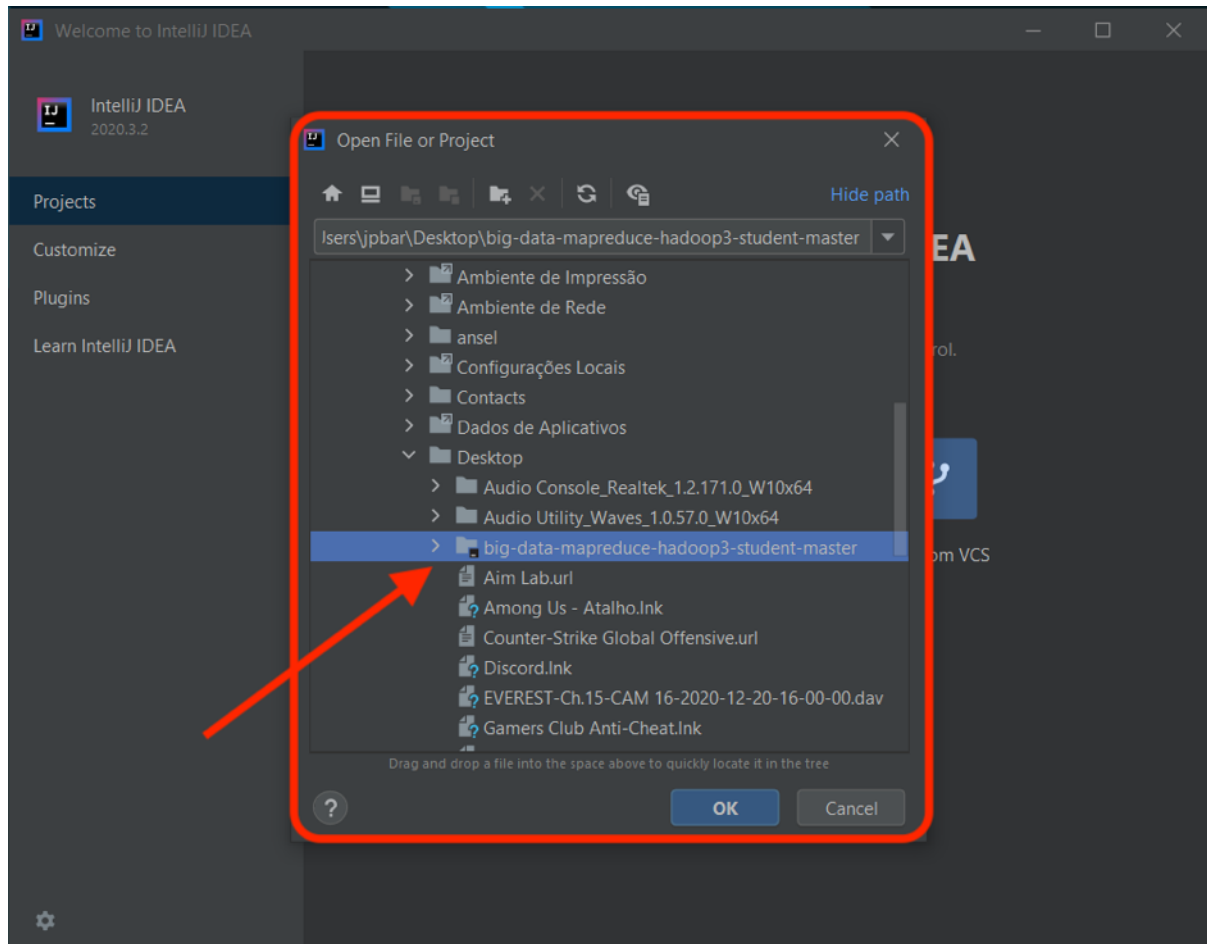 Welcome to IntelliJ IDEA
IntelliJ IDEA
2020.3.2
Projects
Customize
Plugins
Learn IntelliJ IDEA
Open File or Project
Hide path
Jsers\jpbar\Desktop\big-data-mapreduce-hadoop3-student-master
Ambiente de Impressão
Ambiente de Rede
ansel
Configurações Locais
Contacts
Dados de Aplicativos
Desktop
Audio Console_Realtek_1.2.171.0_W10x64
Audio Utility_Waves_1.0.57.0_W10x64
big-data-mapreduce-hadoop3-student-master
Aim Lab.url
Among Us - Atalho.lnk
Counter-Strike Global Offensive.url
Discord.lnk
EVEREST-Ch.15-CAM 16-2020-12-20-16-00-00.dav
Gamers Club Anti-Cheat.lnk
Drag and drop a file into the space above to quickly locate it in the tree
?
OK
Cancel
EA
rol.
om VCS